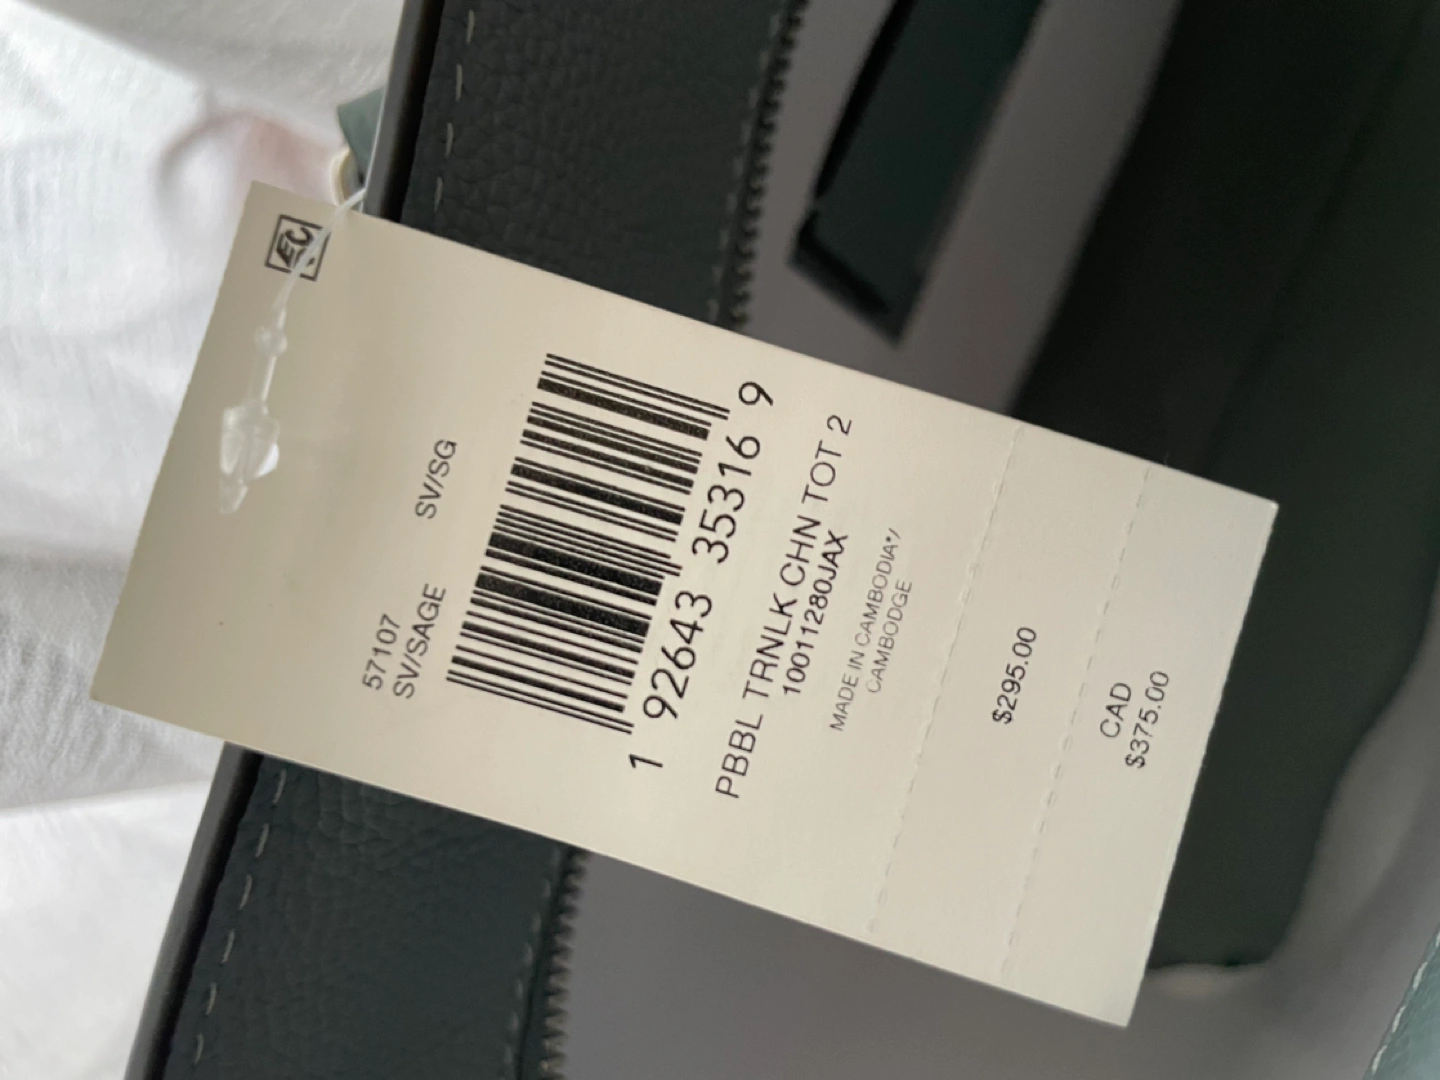 57107
SV/SAGE SV/SG
1 92643 35316 9
PBBL TRNLK CHN TOT 2
10011280JAX
MADE IN CAMBODIA*/
CAMBODGE
$295.00
CAD
$375.00